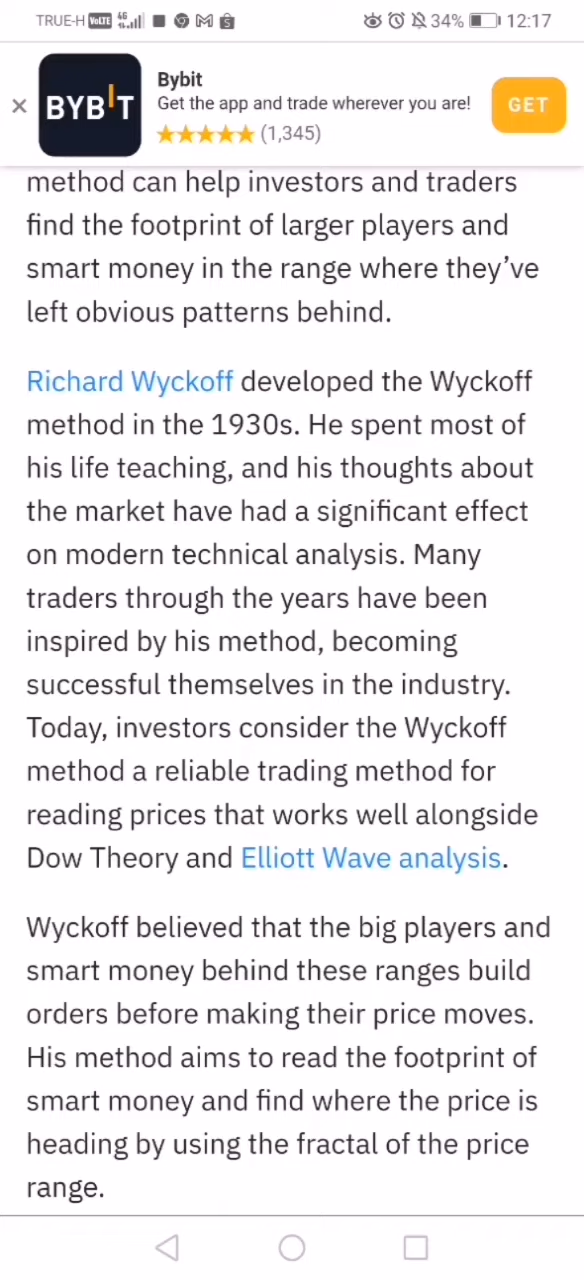 TRUE-H VoLTE 4G 34% 12:17
Bybit
BYBIT Get the app and trade wherever you are! GET
(1,345)
method can help investors and traders
find the footprint of larger players and
smart money in the range where they’ve
left obvious patterns behind.
Richard Wyckoff developed the Wyckoff
method in the 1930s. He spent most of
his life teaching, and his thoughts about
the market have had a significant effect
on modern technical analysis. Many
traders through the years have been
inspired by his method, becoming
successful themselves in the industry.
Today, investors consider the Wyckoff
method a reliable trading method for
reading prices that works well alongside
Dow Theory and Elliott Wave analysis.
Wyckoff believed that the big players and
smart money behind these ranges build
orders before making their price moves.
His method aims to read the footprint of
smart money and find where the price is
heading by using the fractal of the price
range.